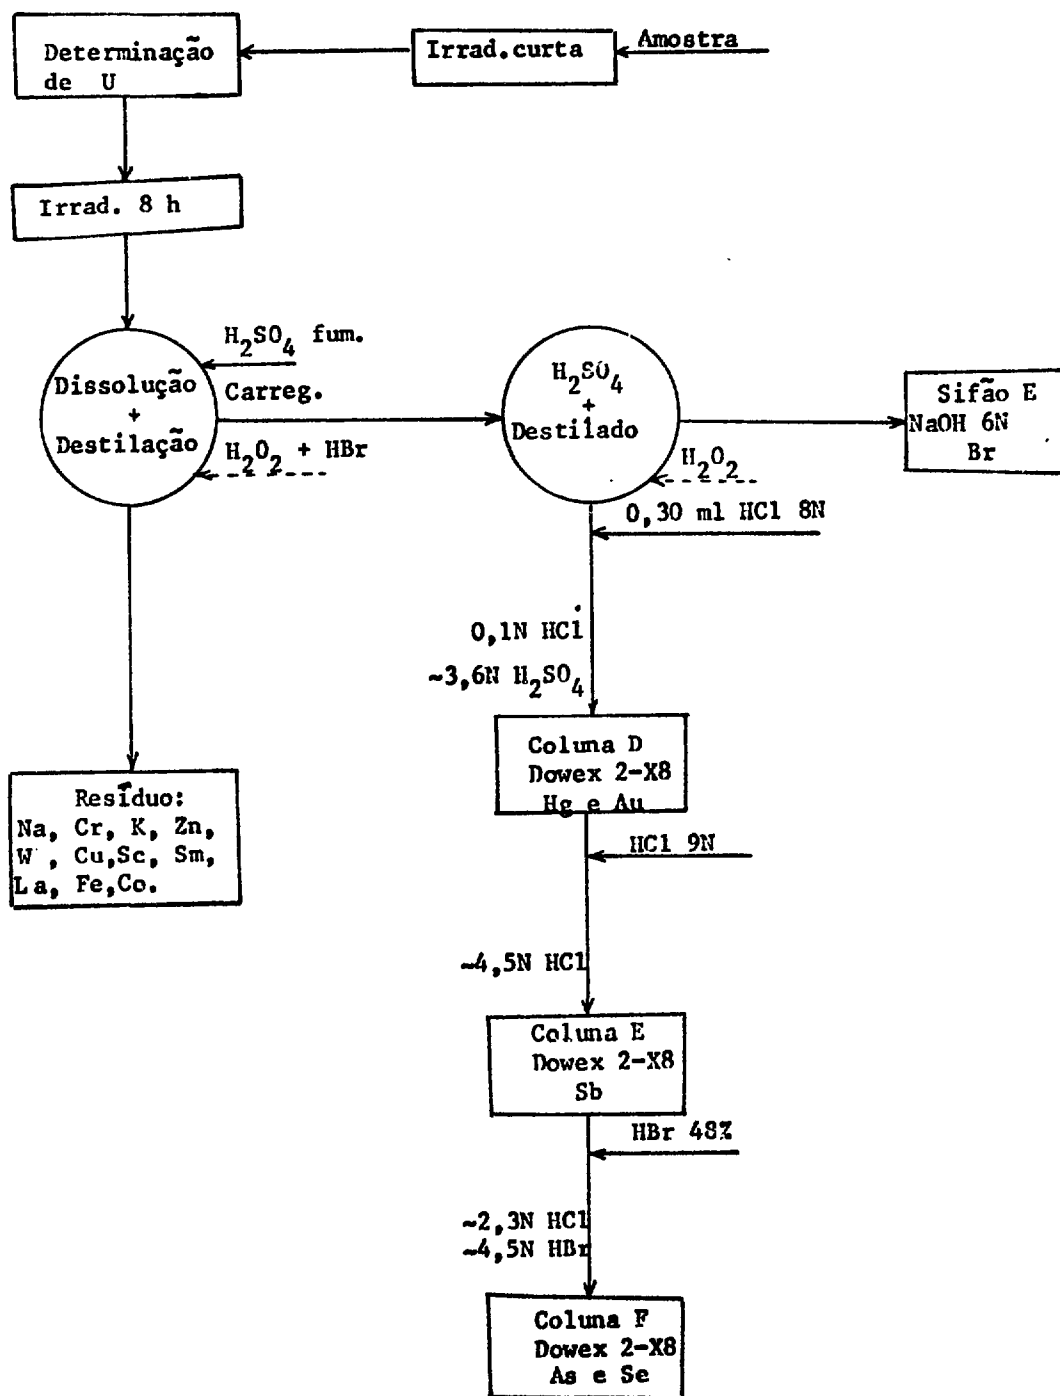 Amostra
Irrad.curta
Determinação
de U
Irrad. 8 h
H2SO4 fum.
Dissolução
+
Destilação
Carreg.
H2O2 + HBr
H2SO4
+
Destilado
H2O2
Sifão E
NaOH 6N
Br
0,30 ml HCl 8N
0,1N HCl
~3,6N H2SO4
Resíduo:
Na, Cr, K, Zn,
W , Cu,Sc, Sm,
La, Fe,Co.
Coluna D
Dowex 2-X8
Hg e Au
HCl 9N
~4,5N HCl
Coluna E
Dowex 2-X8
Sb
HBr 48%
~2,3N HCl
~4,5N HBr
Coluna F
Dowex 2-X8
As e Se